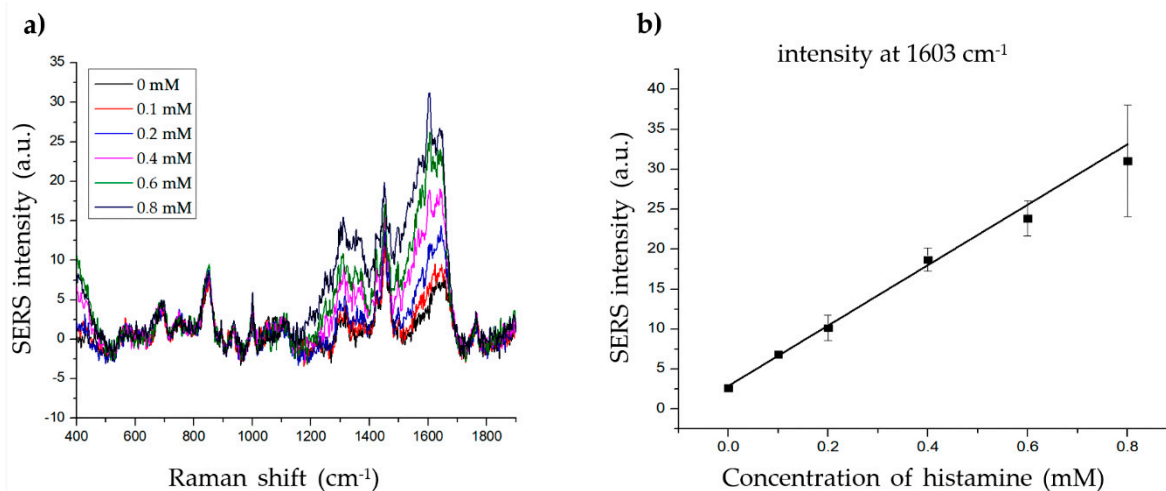 a)
SERS intensity (a.u.)
35
30
25
20
15
10
5
0
-5
-10
0 mM
0.1 mM
0.2 mM
0.4 mM
0.6 mM
0.8 mM
400 600 800 1000 1200 1400 1600 1800
Raman shift (cm⁻¹)
b)
intensity at 1603 cm⁻¹
SERS intensity (a.u.)
40
35
30
25
20
15
10
5
0
0.0 0.2 0.4 0.6 0.8
Concentration of histamine (mM)